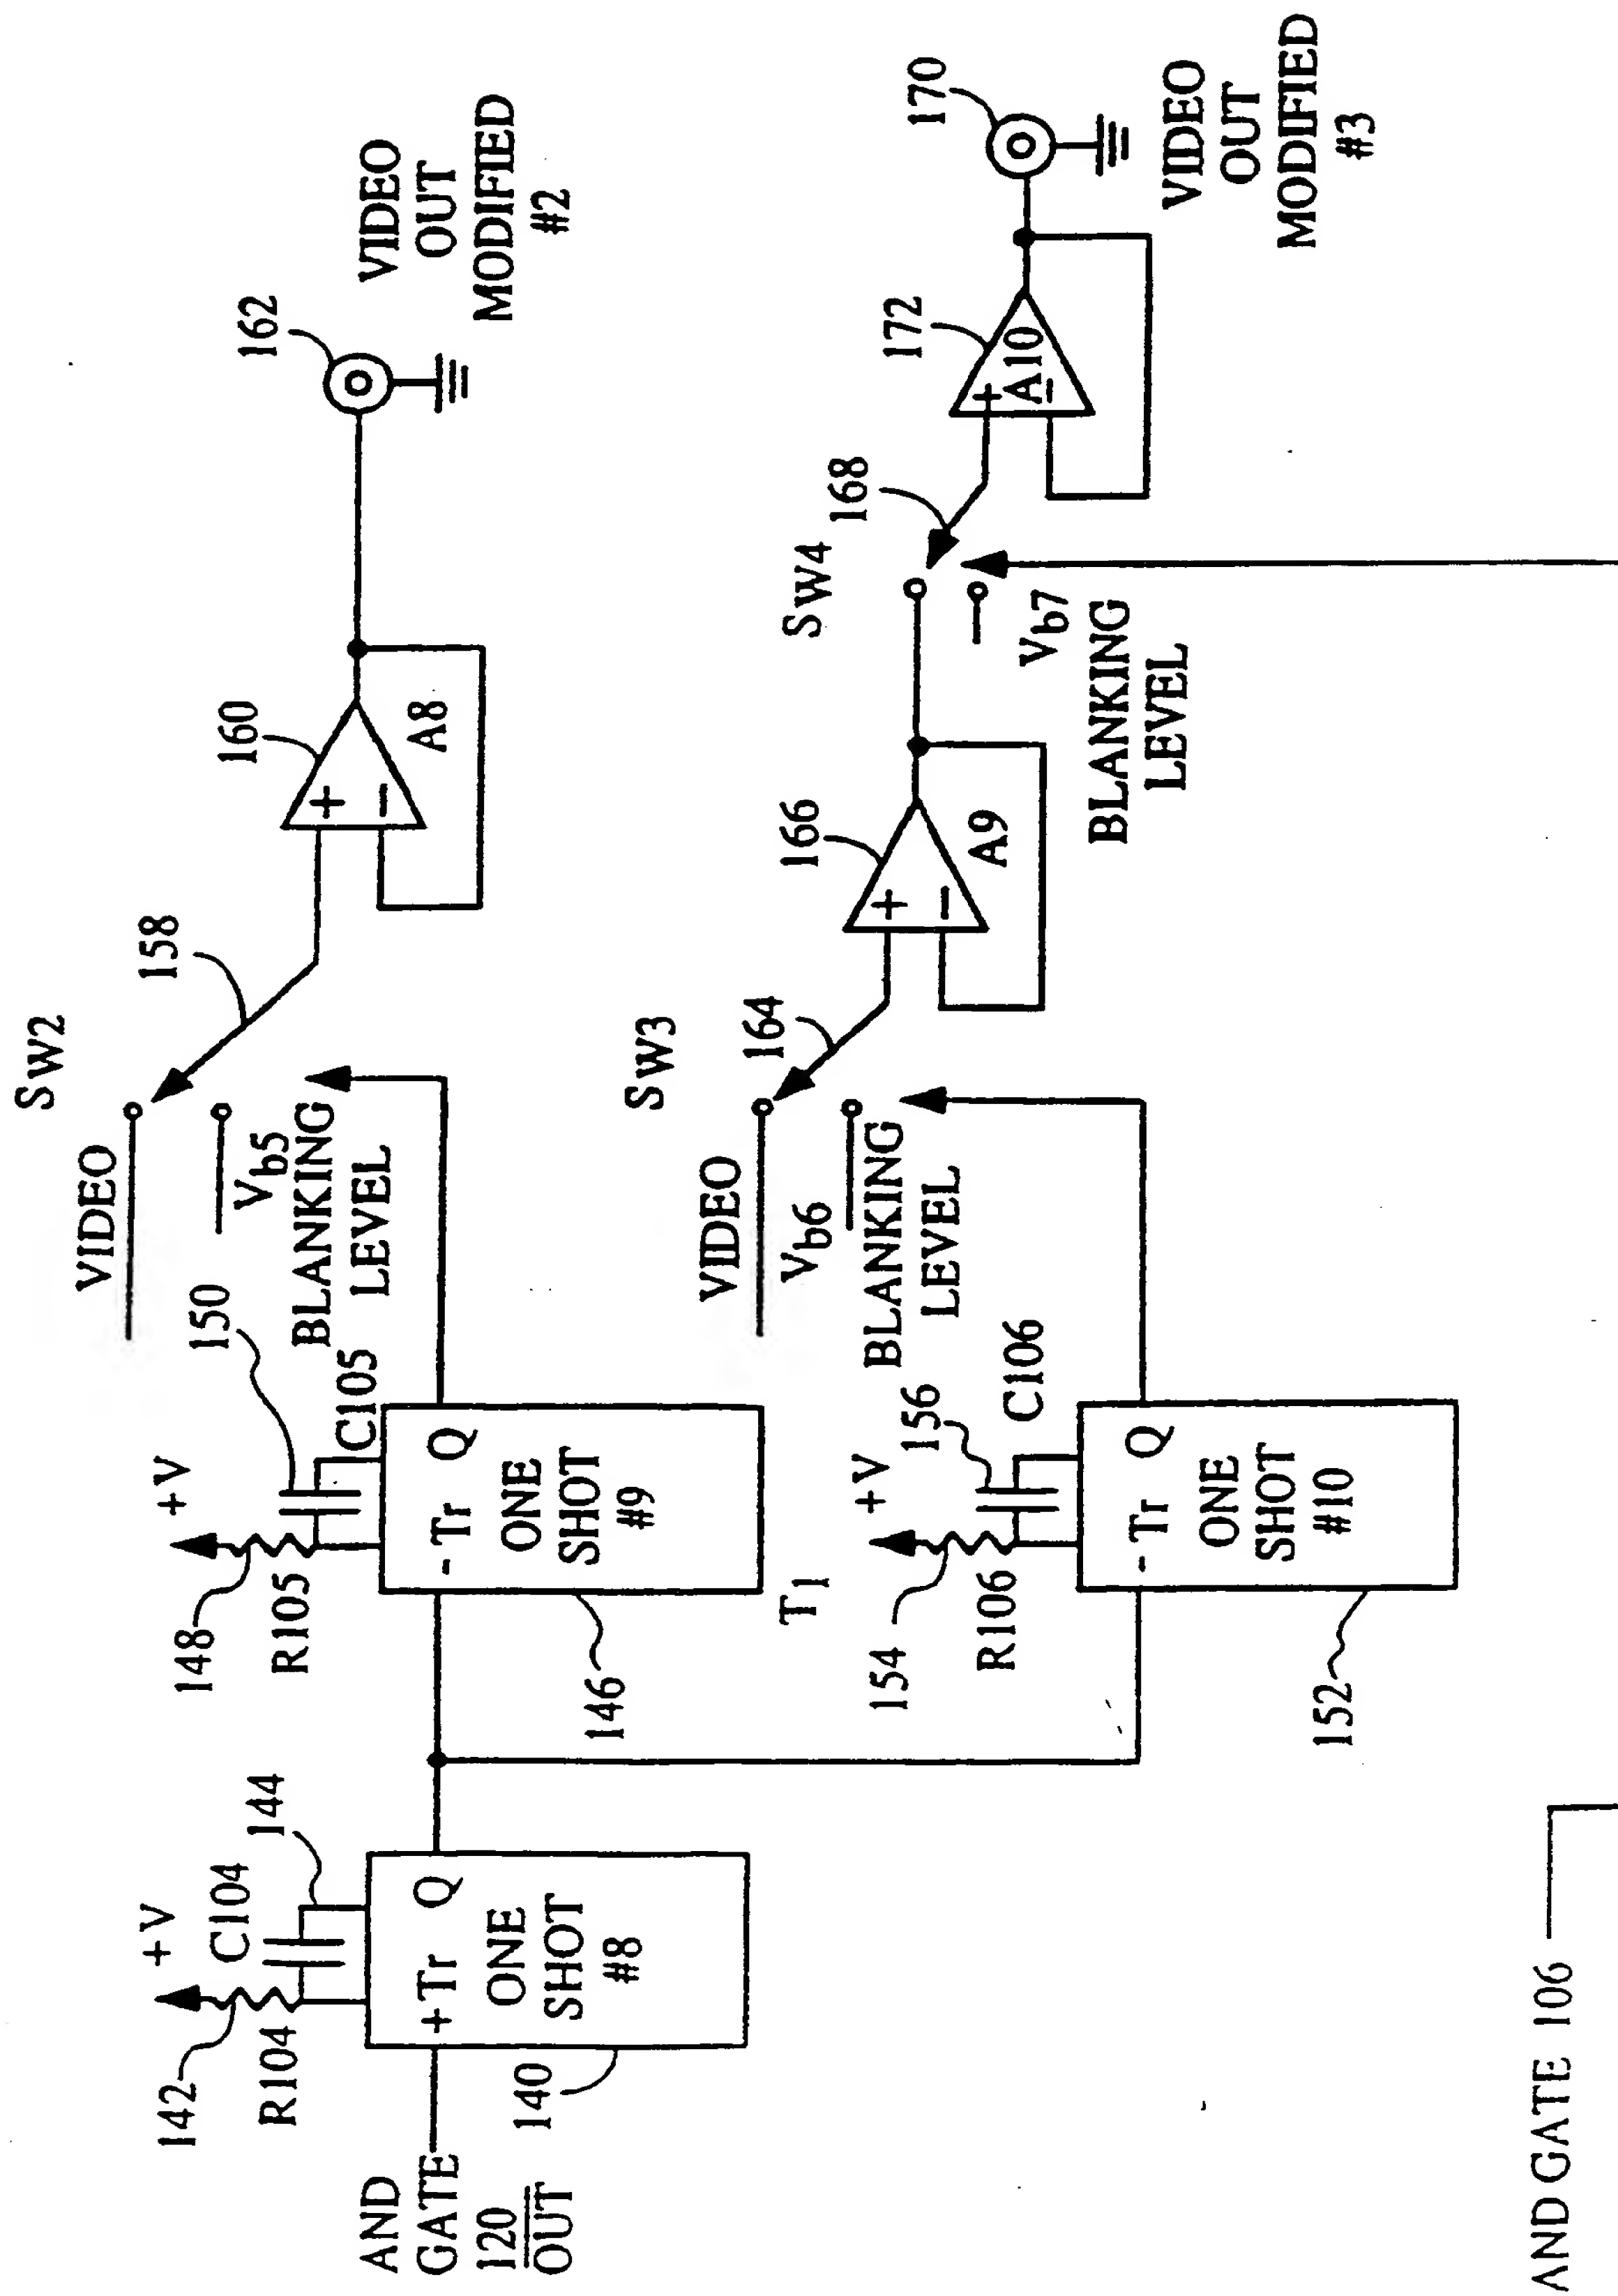 AND
GATE
120
OUT
142
R104
+V
C104
144
+Tr Q
ONE
SHOT
#8
140
148
R105
+V
150
C105
-Tr Q
ONE
SHOT
#9
146
VIDEO
Vb5
BLANKING
LEVEL
SW2
158
160
+
−
A8
162
VIDEO
OUT
MODIFIED
#2
T1
154
R106
+V
156
C106
-Tr Q
ONE
SHOT
#10
152
VIDEO
Vb6
BLANKING
LEVEL
SW3
164
166
+
−
A9
SW4
168
Vb7
BLANKING
LEVEL
172
+
A10
−
170
VIDEO
OUT
MODIFIED
#3
AND GATE 106